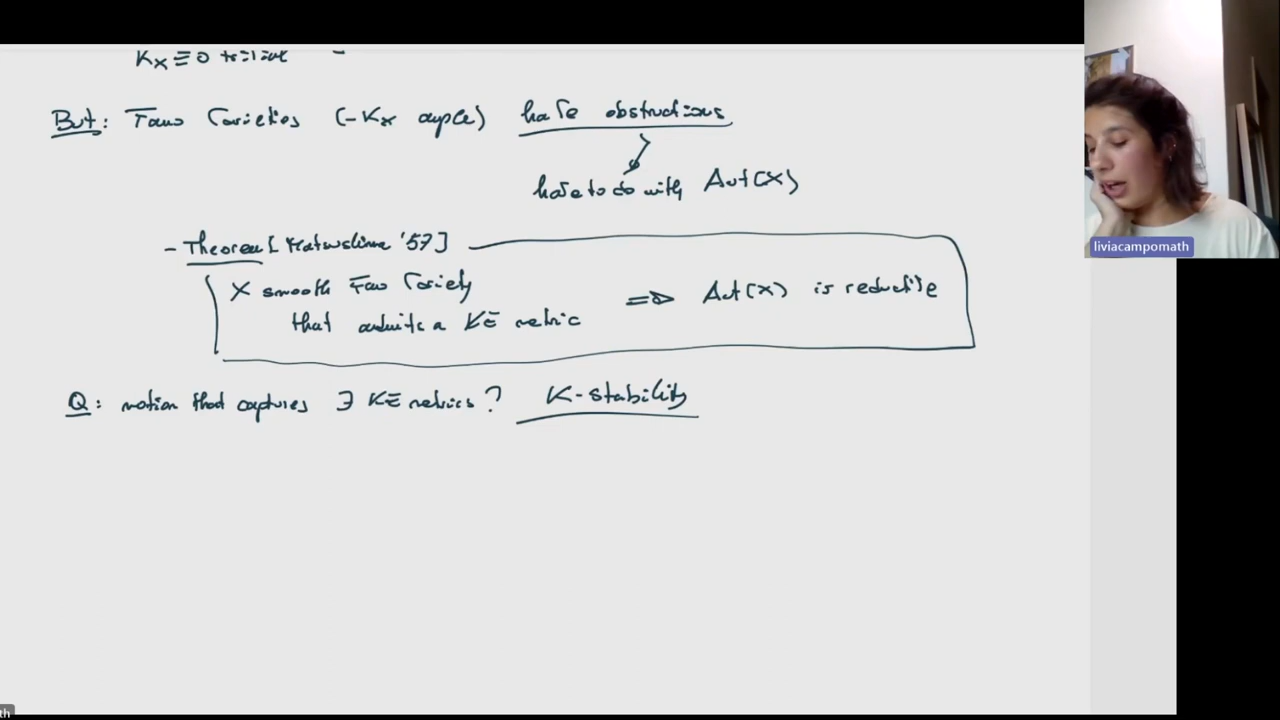 K_X ≡ 0
But: Fano Varieties (-K_X ample) have obstructions
have to do with Aut(X)
- Theorem [Matsushima '57]
X smooth Fano Variety
that admits a KE metric ⟹ Aut(X) is reductive
Q: notion that captures ∃ KE metrics? K-stability
liviacampomath
th